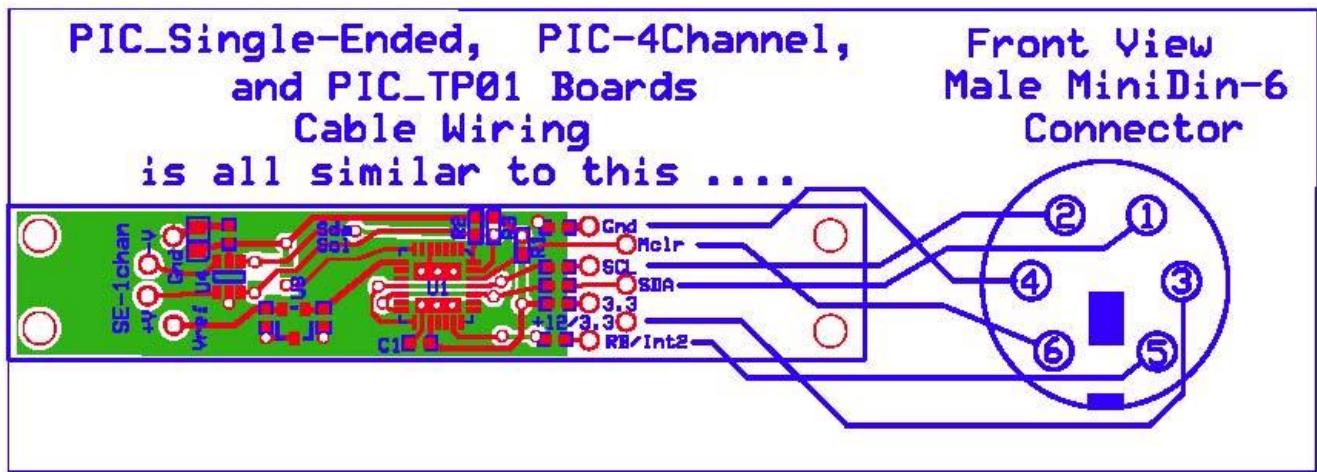 PIC_Single-Ended, PIC-4Channel,
and PIC_TP01 Boards
Cable Wiring
is all similar to this ....
Front View
Male MiniDin-6
Connector
SE-1chan
-V
Gnd
+V
Vref
U4
U3
Sda
Scl
U1
C1
Gnd
Mclr
SCL
SDA
3.3
+12/3.3
RB/Int2
2
1
4
3
6
5